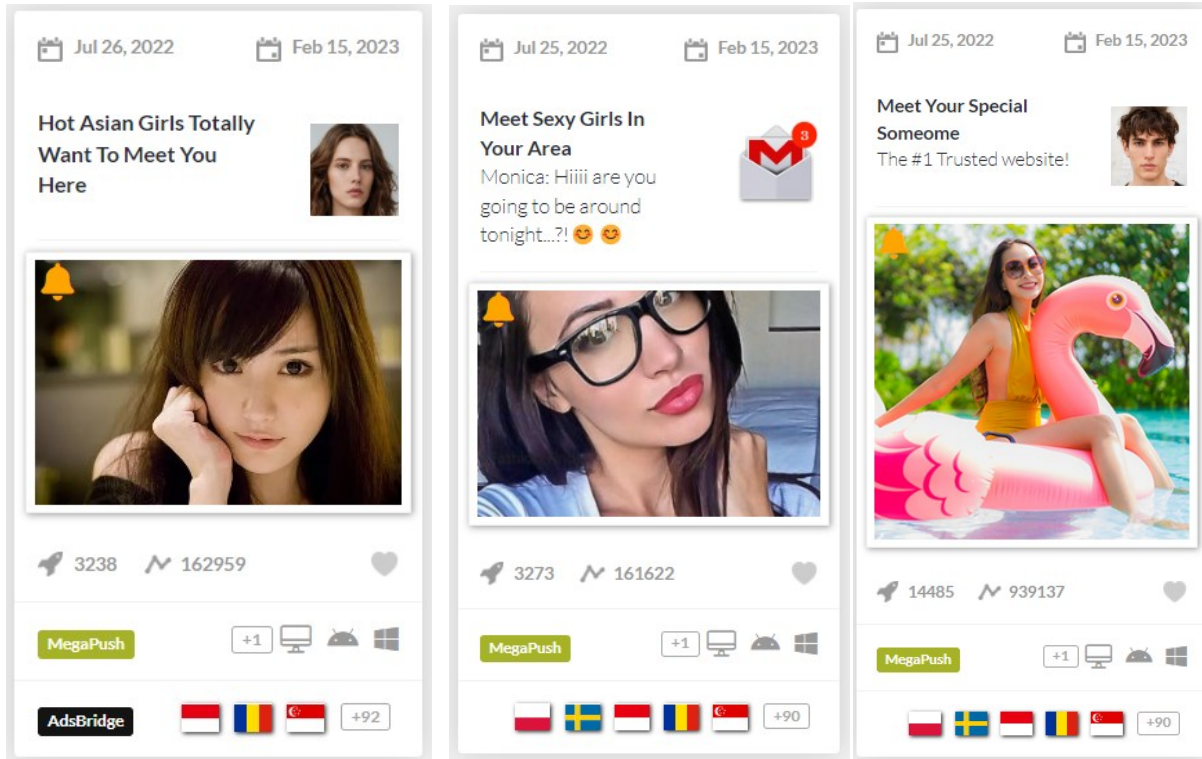 Jul 26, 2022
Feb 15, 2023
Hot Asian Girls Totally
Want To Meet You
Here
3238
162959
MegaPush
+1
AdsBridge
+92
Jul 25, 2022
Feb 15, 2023
Meet Sexy Girls In
Your Area
Monica: Hiiii are you
going to be around
tonight...?! 😊 😊
3
3273
161622
MegaPush
+1
+90
Jul 25, 2022
Feb 15, 2023
Meet Your Special
Someome
The #1 Trusted website!
14485
939137
MegaPush
+1
+90